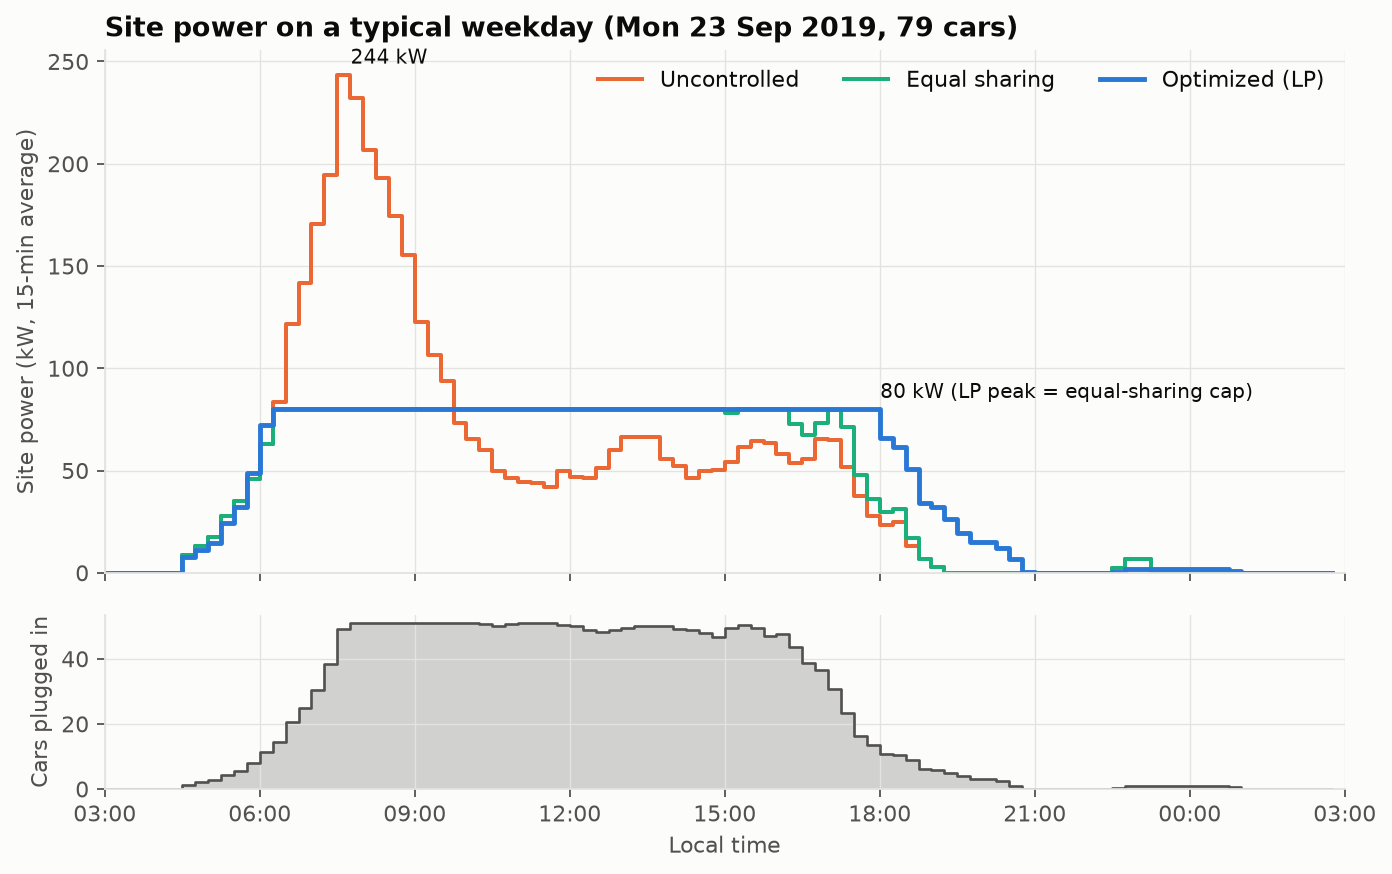 Site power on a typical weekday (Mon 23 Sep 2019, 79 cars)
244 kW
Uncontrolled
Equal sharing
Optimized (LP)
Site power (kW, 15-min average)
250
200
150
100
50
0
80 kW (LP peak = equal-sharing cap)
Cars plugged in
40
20
0
03:00
06:00
09:00
12:00
15:00
18:00
21:00
00:00
03:00
Local time